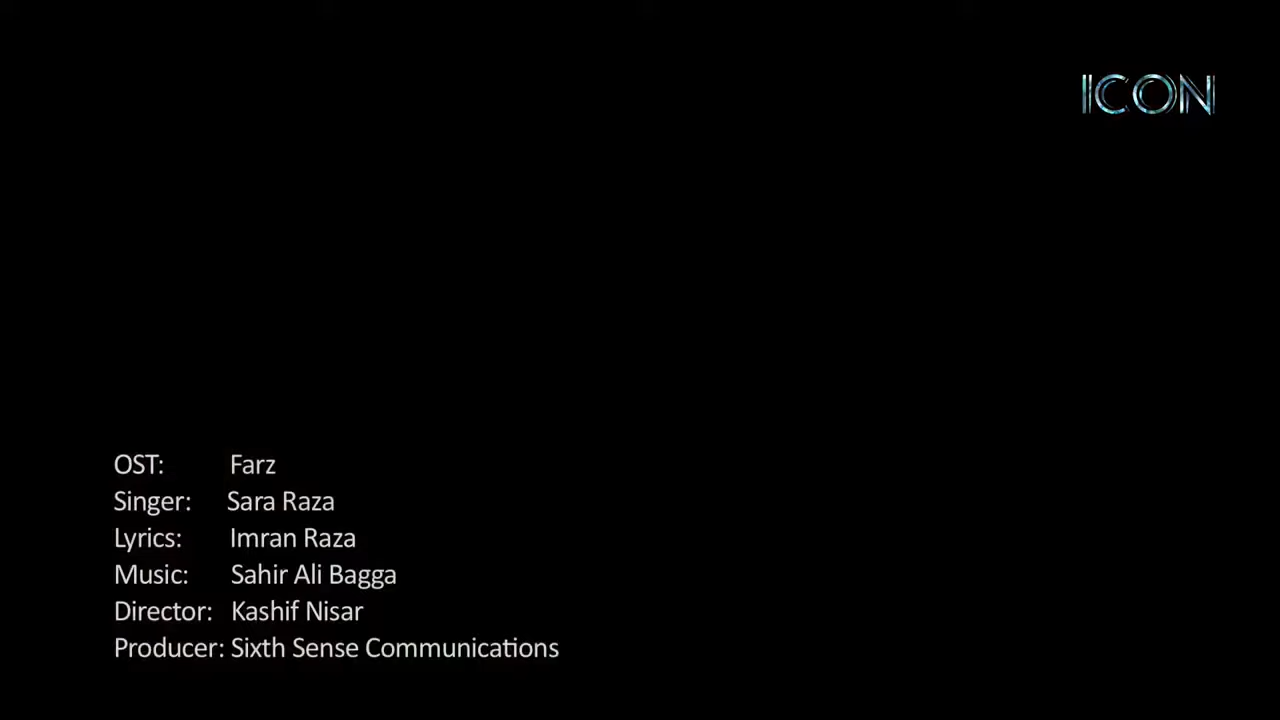 ICON
OST: Farz
Singer: Sara Raza
Lyrics: Imran Raza
Music: Sahir Ali Bagga
Director: Kashif Nisar
Producer: Sixth Sense Communications